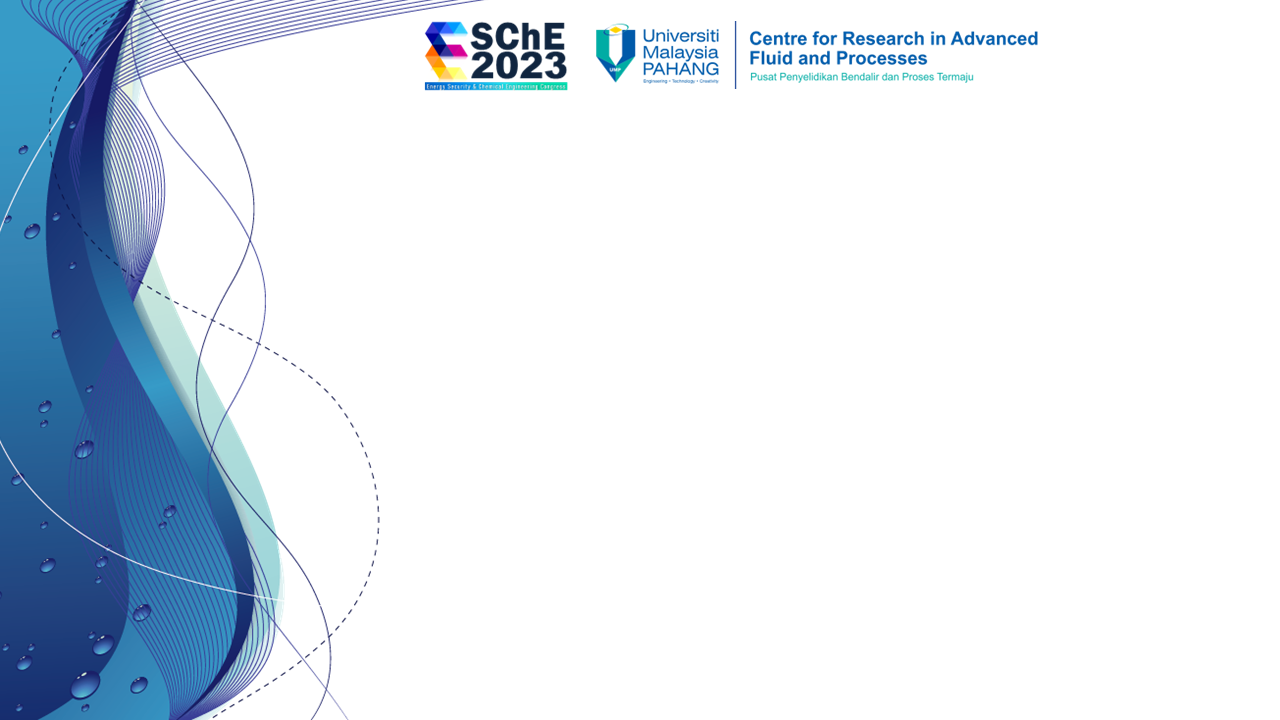 SChE
2023
Energy Security & Chemical Engineering Congress
UMP
Universiti
Malaysia
PAHANG
Engineering • Technology • Creativity
Centre for Research in Advanced
Fluid and Processes
Pusat Penyelidikan Bendalir dan Proses Termaju